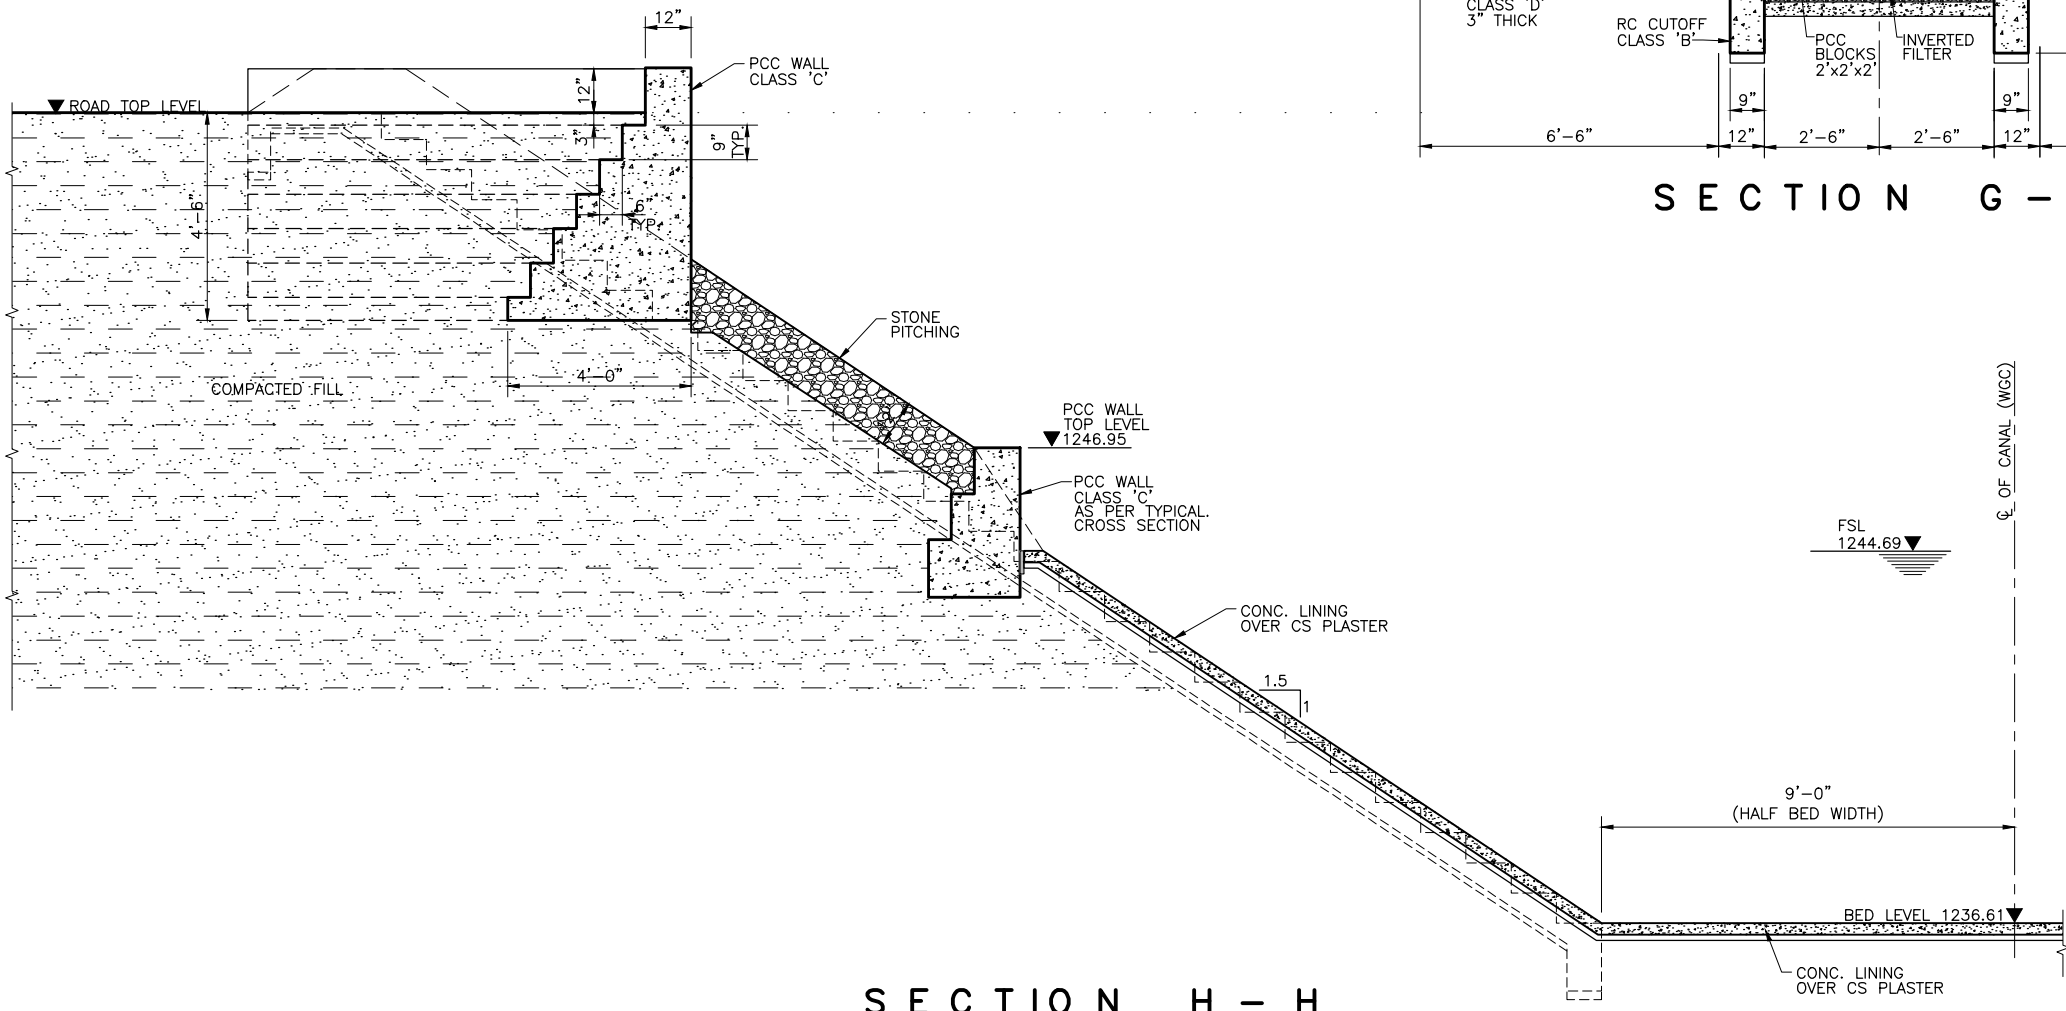 12"
PCC WALL
CLASS 'C'
ROAD TOP LEVEL
12"
3"
9"
TYP.
4'-6"
6"
TYP.
STONE
PITCHING
4'-0"
COMPACTED FILL
PCC WALL
TOP LEVEL
1246.95
PCC WALL
CLASS 'C'
AS PER TYPICAL.
CROSS SECTION
℄ OF CANAL (WGC)
FSL
1244.69
CONC. LINING
OVER CS PLASTER
1.5
1
9'-0"
(HALF BED WIDTH)
BED LEVEL 1236.61
CONC. LINING
OVER CS PLASTER
SECTION H-H
CLASS 'D'
3" THICK
RC CUTOFF
CLASS 'B'
PCC
BLOCKS
2'x2'x2'
INVERTED
FILTER
9"
9"
6'-6"
12"
2'-6"
2'-6"
12"
SECTION G-